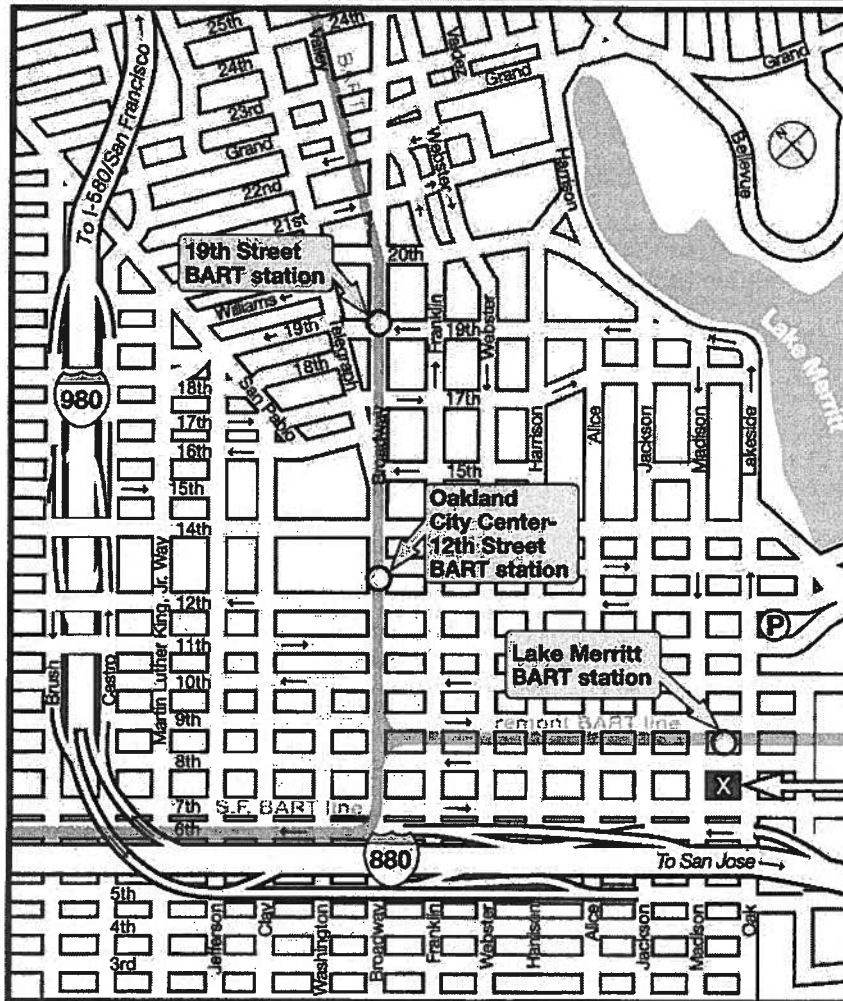 25th
24th
24th
Valley
BART
Valdez
Grand
Grand
To I-580/San Francisco
23rd
Grand
Webster
Harrison
Bellevue
N
22nd
21st
20th
19th Street
BART station
Williams
19th
Telegraph
18th
19th
Franklin
Webster
Lake Merritt
980
18th
San Pablo
17th
17th
Broadway
Harrison
Alice
Jackson
Madison
Lakeside
16th
15th
15th
Oakland
City Center-
12th Street
BART station
14th
Martin Luther King, Jr. Way
12th
P
11th
Lake Merritt
BART station
Brush
Castro
10th
9th
remont BART line
8th
X
7th
S.F. BART line
6th
880
To San Jose
5th
4th
3rd
Jefferson
Clay
Washington
Broadway
Franklin
Webster
Harrison
Alice
Jackson
Madison
Oak